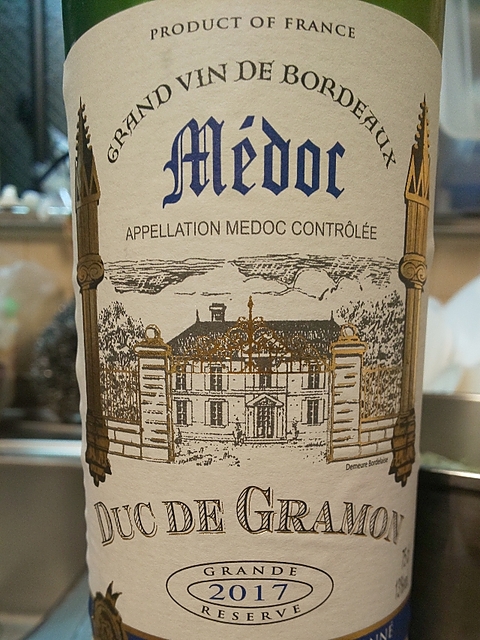 PRODUCT OF FRANCE
GRAND VIN DE BORDEAUX
Médoc
APPELLATION MEDOC CONTRÔLÉE
Demeure Bordelaise
DUC DE GRAMON
GRANDE
2017
RESERVE